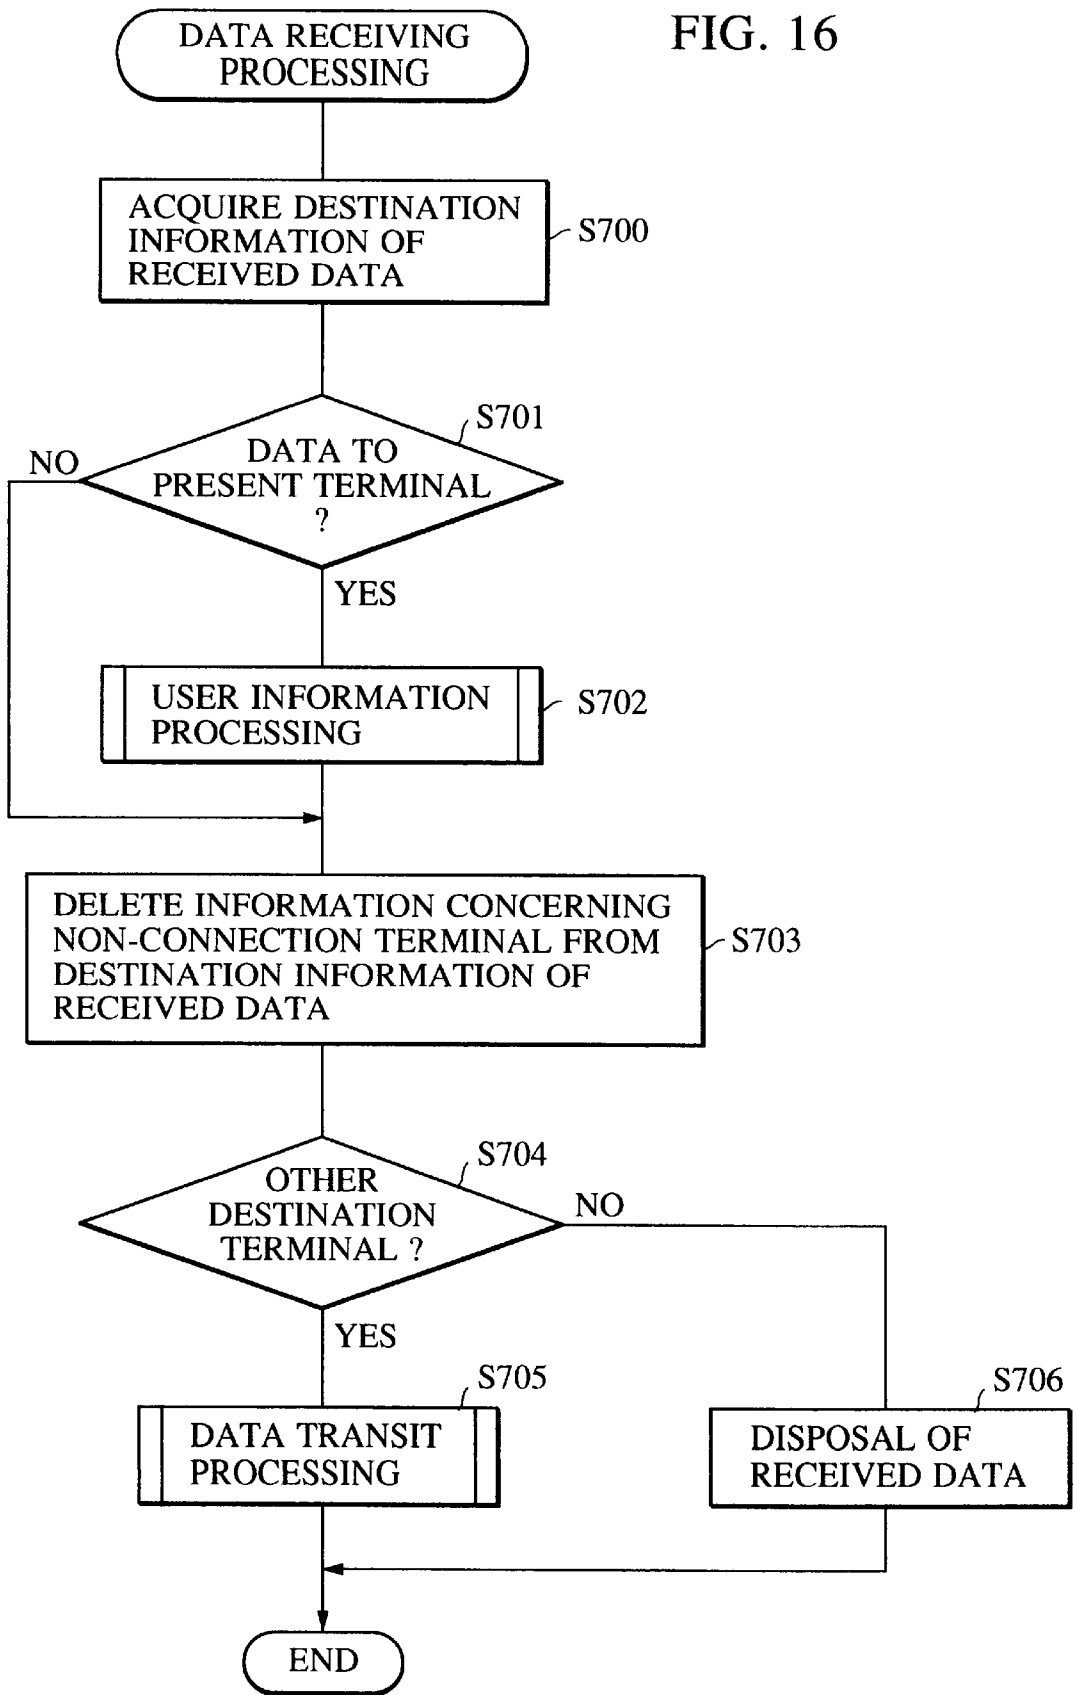 FIG. 16
DATA RECEIVING
PROCESSING
ACQUIRE DESTINATION
INFORMATION OF
RECEIVED DATA
S700
S701
DATA TO
PRESENT TERMINAL
?
NO
YES
USER INFORMATION
PROCESSING
S702
DELETE INFORMATION CONCERNING
NON-CONNECTION TERMINAL FROM
DESTINATION INFORMATION OF
RECEIVED DATA
S703
S704
OTHER
DESTINATION
TERMINAL ?
NO
YES
S705
DATA TRANSIT
PROCESSING
S706
DISPOSAL OF
RECEIVED DATA
END